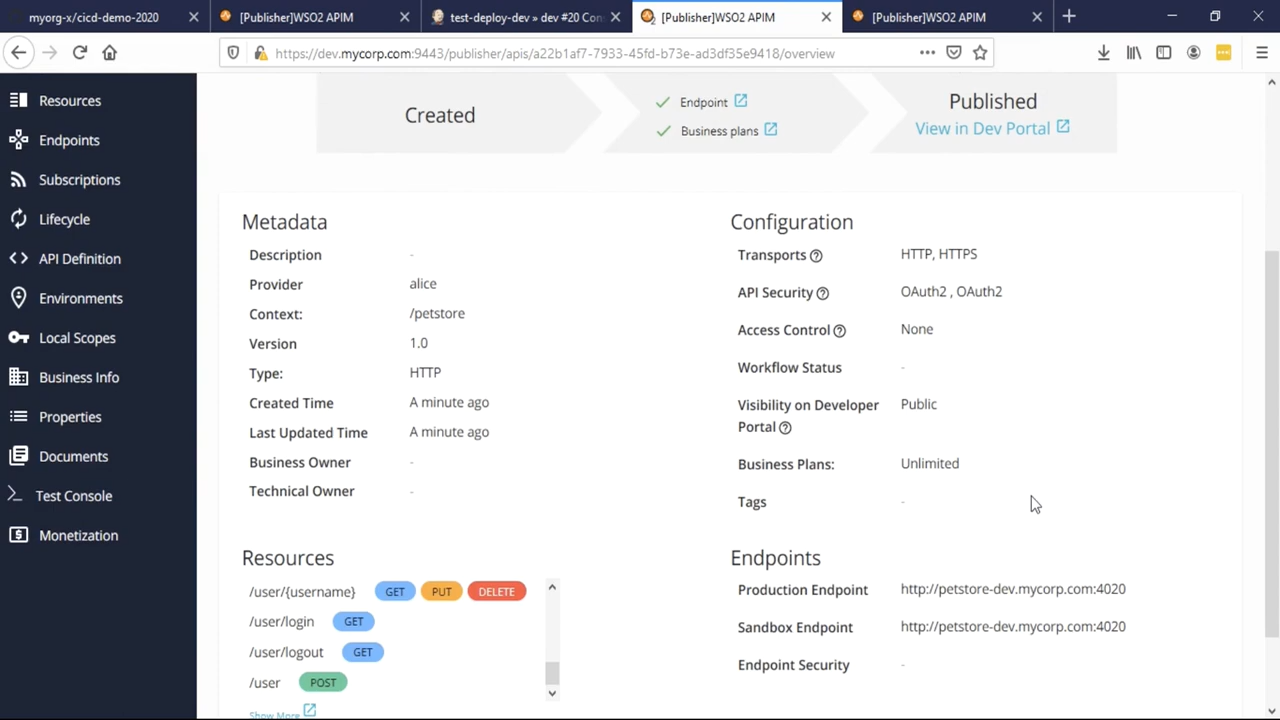 myorg-x/cicd-demo-2020
[Publisher]WSO2 APIM
test-deploy-dev » dev #20 Con
[Publisher]WSO2 APIM
[Publisher]WSO2 APIM
https://dev.mycorp.com:9443/publisher/apis/a22b1af7-7933-45fd-b73e-ad3df35e9418/overview
Resources
Endpoints
Subscriptions
Lifecycle
API Definition
Environments
Local Scopes
Business Info
Properties
Documents
Test Console
Monetization
Created
Endpoint
Business plans
Published
View in Dev Portal
Metadata
Description -
Provider alice
Context: /petstore
Version 1.0
Type: HTTP
Created Time A minute ago
Last Updated Time A minute ago
Business Owner -
Technical Owner -
Configuration
Transports HTTP, HTTPS
API Security OAuth2 , OAuth2
Access Control None
Workflow Status -
Visibility on Developer Public
Portal
Business Plans: Unlimited
Tags -
Resources
/user/{username} GET PUT DELETE
/user/login GET
/user/logout GET
/user POST
Show More
Endpoints
Production Endpoint http://petstore-dev.mycorp.com:4020
Sandbox Endpoint http://petstore-dev.mycorp.com:4020
Endpoint Security -